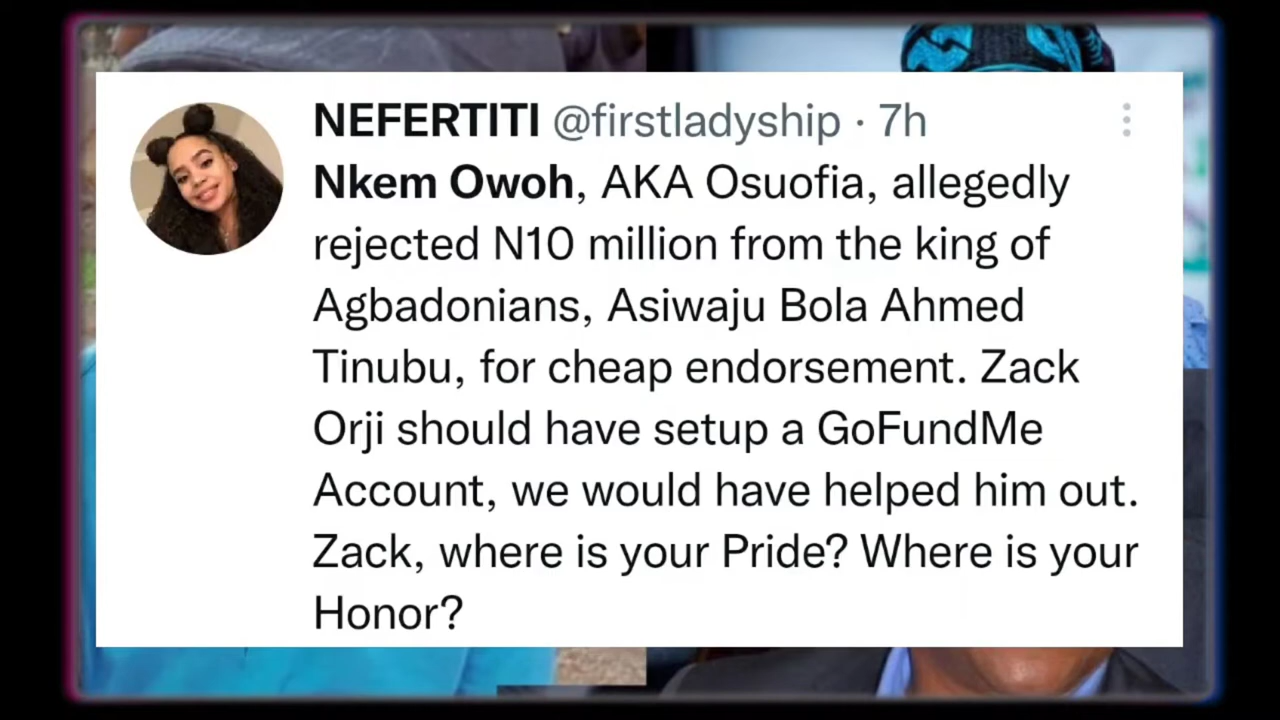 NEFERTITI @firstladyship · 7h
Nkem Owoh, AKA Osuofia, allegedly
rejected N10 million from the king of
Agbadonians, Asiwaju Bola Ahmed
Tinubu, for cheap endorsement. Zack
Orji should have setup a GoFundMe
Account, we would have helped him out.
Zack, where is your Pride? Where is your
Honor?